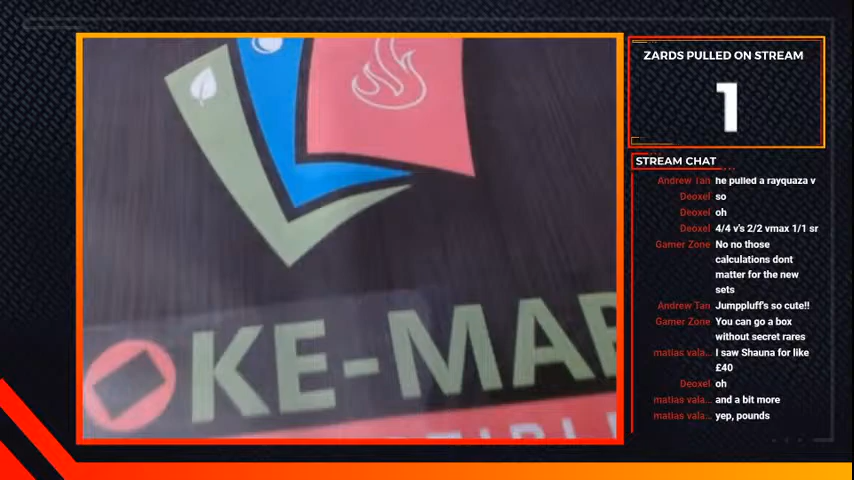 ZARDS PULLED ON STREAM
1
STREAM CHAT
Andrew Tan he pulled a rayquaza v
Deoxel so
Deoxel oh
Deoxel 4/4 v's 2/2 vmax 1/1 sr
Gamer Zone No no those
calculations dont
matter for the new
sets
Andrew Tan Jumppluff's so cute!!
Gamer Zone You can go a box
without secret rares
matias vala... I saw Shauna for like
£40
Deoxel oh
matias vala... and a bit more
matias vala... yep, pounds
KE-MAR